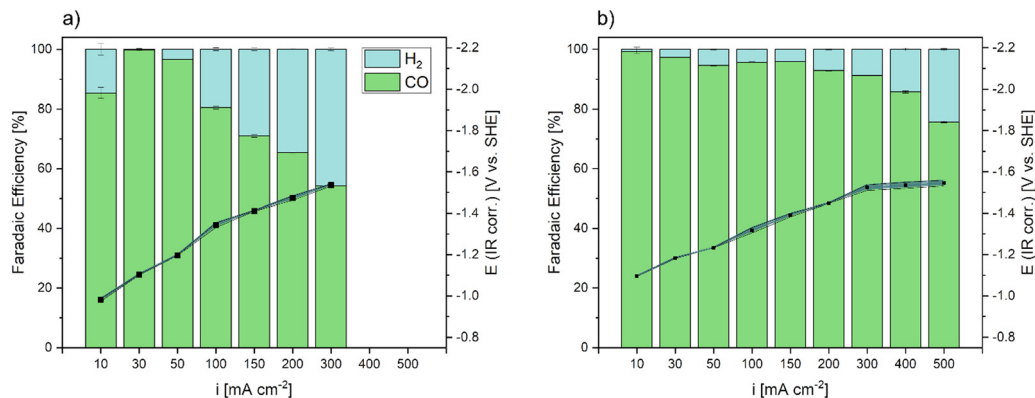 a)
b)
H₂
CO
Faradaic Efficiency [%]
100
80
60
40
20
0
-2.2
-2.0
-1.8
-1.6
-1.4
-1.2
-1.0
-0.8
E (IR corr.) [V vs. SHE]
10 30 50 100 150 200 300 400 500
i [mA cm⁻²]
Faradaic Efficiency [%]
100
80
60
40
20
0
-2.2
-2.0
-1.8
-1.6
-1.4
-1.2
-1.0
-0.8
E (IR corr.) [V vs. SHE]
10 30 50 100 150 200 300 400 500
i [mA cm⁻²]